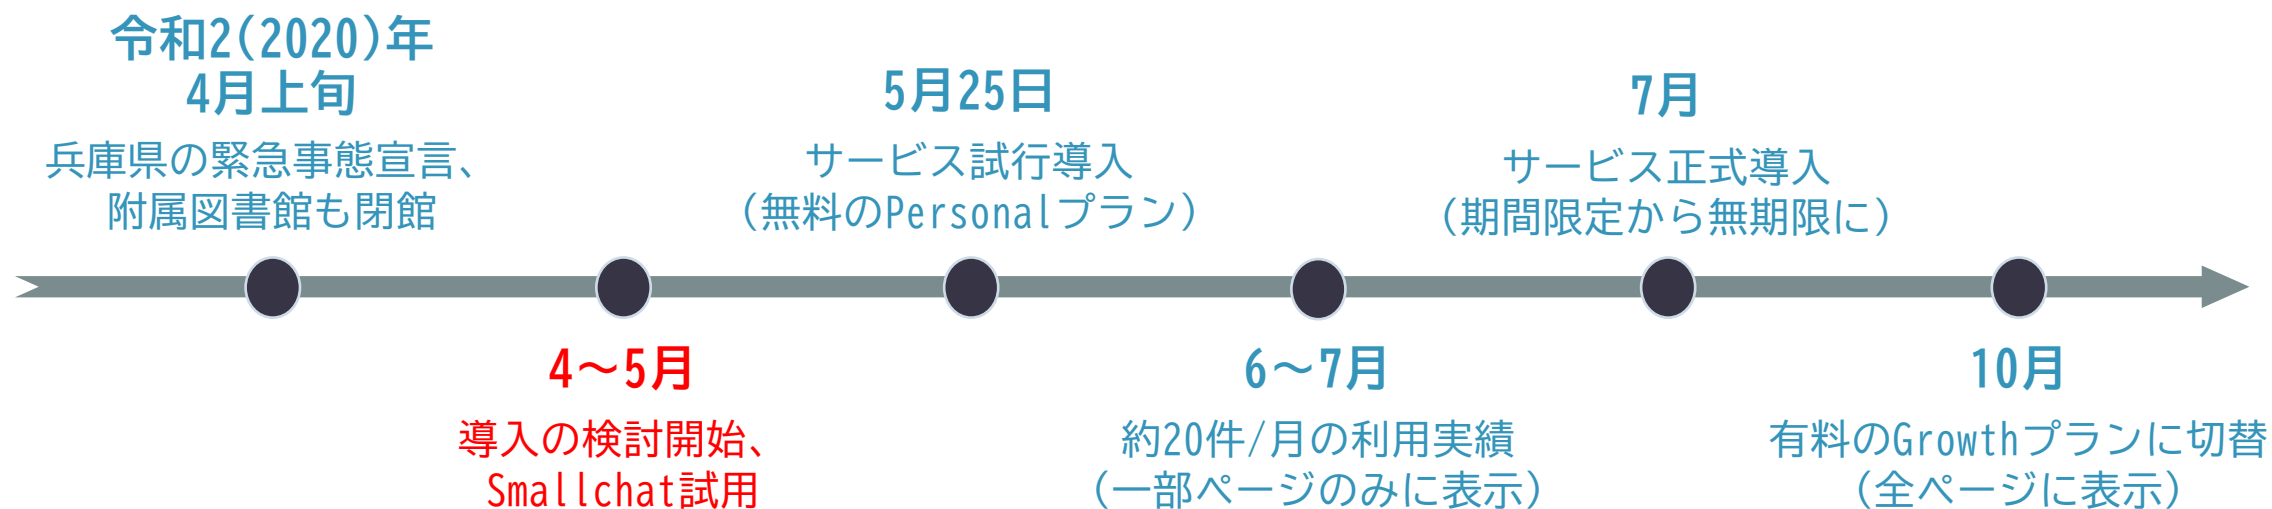 令和2(2020)年
4月上旬
兵庫県の緊急事態宣言、
附属図書館も閉館
4～5月
導入の検討開始、
Smallchat試用
5月25日
サービス試行導入
（無料のPersonalプラン）
6～7月
約20件/月の利用実績
（一部ページのみに表示）
7月
サービス正式導入
（期間限定から無期限に）
10月
有料のGrowthプランに切替
（全ページに表示）